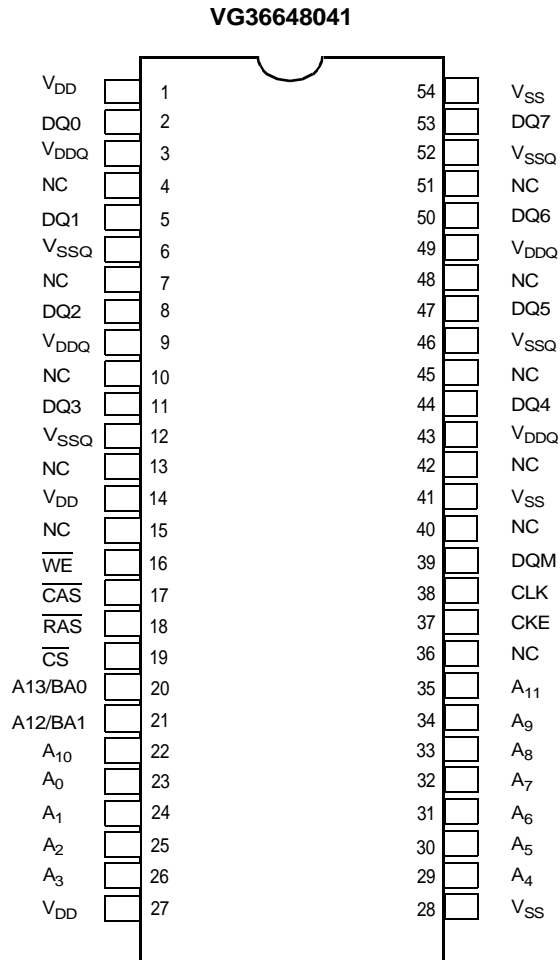 VG36648041
VDD 1 54 VSS
DQ0 2 53 DQ7
VDDQ 3 52 VSSQ
NC 4 51 NC
DQ1 5 50 DQ6
VSSQ 6 49 VDDQ
NC 7 48 NC
DQ2 8 47 DQ5
VDDQ 9 46 VSSQ
NC 10 45 NC
DQ3 11 44 DQ4
VSSQ 12 43 VDDQ
NC 13 42 NC
VDD 14 41 VSS
NC 15 40 NC
W̅E̅ 16 39 DQM
C̅A̅S̅ 17 38 CLK
R̅A̅S̅ 18 37 CKE
C̅S̅ 19 36 NC
A13/BA0 20 35 A11
A12/BA1 21 34 A9
A10 22 33 A8
A0 23 32 A7
A1 24 31 A6
A2 25 30 A5
A3 26 29 A4
VDD 27 28 VSS